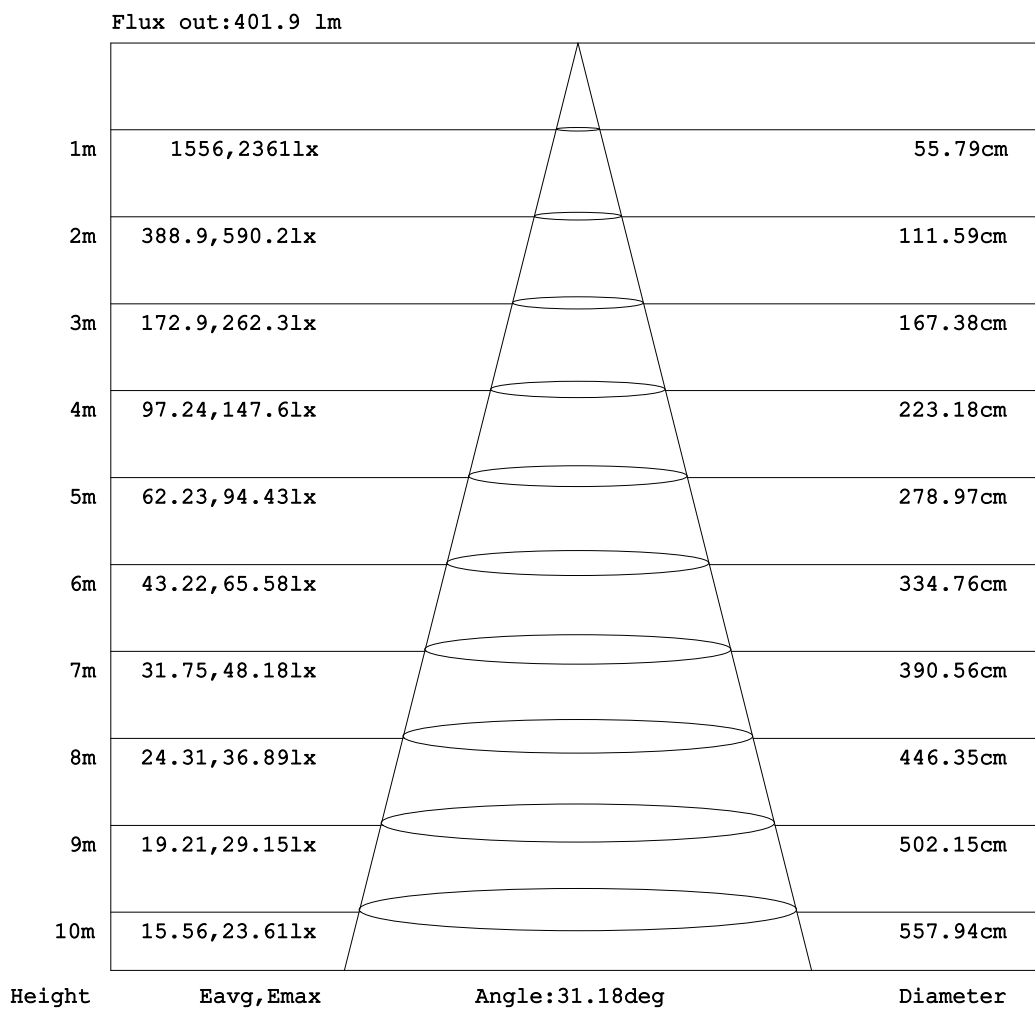 Flux out:401.9 lm
1m 1556,2361lx 55.79cm
2m 388.9,590.2lx 111.59cm
3m 172.9,262.3lx 167.38cm
4m 97.24,147.6lx 223.18cm
5m 62.23,94.43lx 278.97cm
6m 43.22,65.58lx 334.76cm
7m 31.75,48.18lx 390.56cm
8m 24.31,36.89lx 446.35cm
9m 19.21,29.15lx 502.15cm
10m 15.56,23.61lx 557.94cm
Height Eavg,Emax Angle:31.18deg Diameter